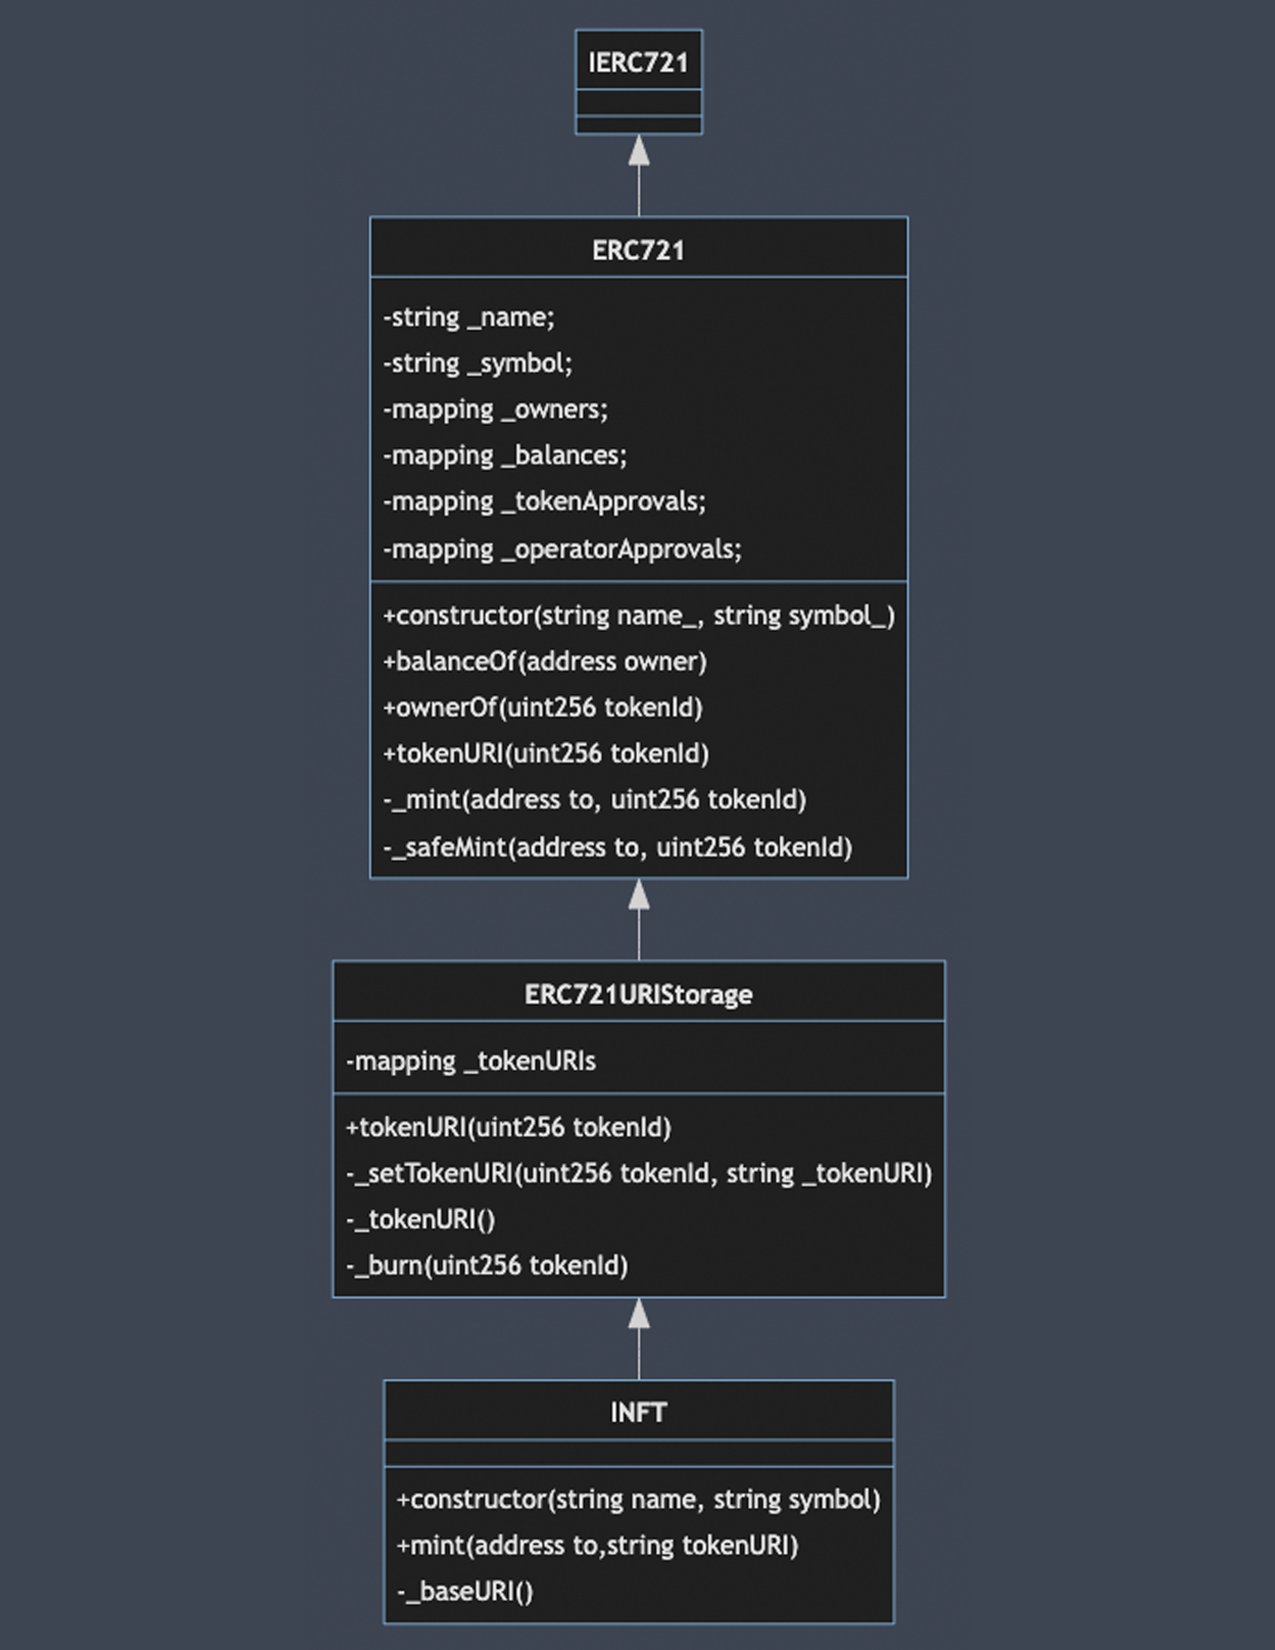 IERC721
ERC721
-string _name;
-string _symbol;
-mapping _owners;
-mapping _balances;
-mapping _tokenApprovals;
-mapping _operatorApprovals;
+constructor(string name_, string symbol_)
+balanceOf(address owner)
+ownerOf(uint256 tokenId)
+tokenURI(uint256 tokenId)
-_mint(address to, uint256 tokenId)
-_safeMint(address to, uint256 tokenId)
ERC721URIStorage
-mapping _tokenURIs
+tokenURI(uint256 tokenId)
-_setTokenURI(uint256 tokenId, string _tokenURI)
-_tokenURI()
-_burn(uint256 tokenId)
INFT
+constructor(string name, string symbol)
+mint(address to,string tokenURI)
-_baseURI()